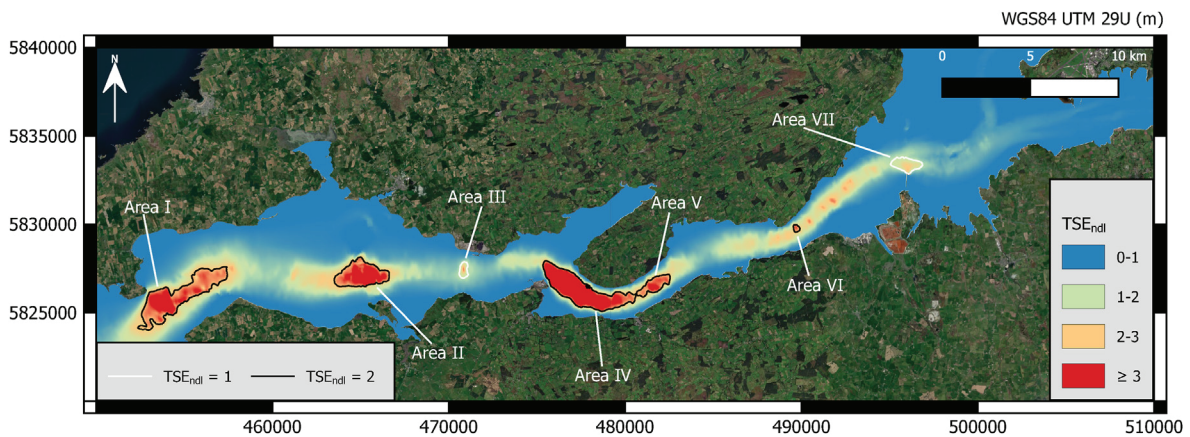 WGS84 UTM 29U (m)
5840000
5835000
5830000
5825000
N
0 5 10 km
Area VII
Area III
Area V
Area I
Area VI
Area II
Area IV
TSEndl
0-1
1-2
2-3
≥ 3
TSEndl = 1 TSEndl = 2
460000 470000 480000 490000 500000 510000